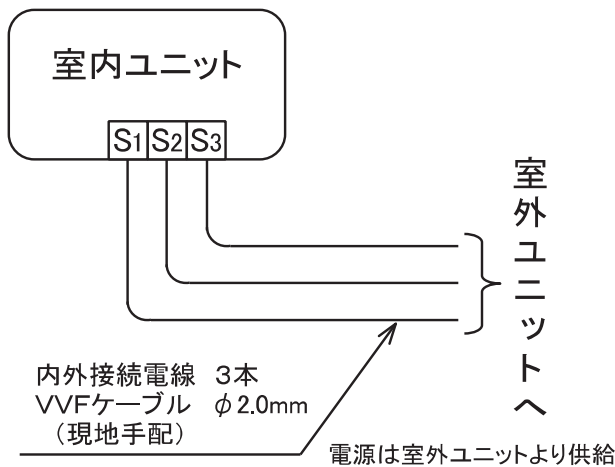 室内ユニット
S1 S2 S3
室外ユニットへ
内外接続電線 3本
VVFケーブル φ2.0mm
(現地手配)
電源は室外ユニットより供給